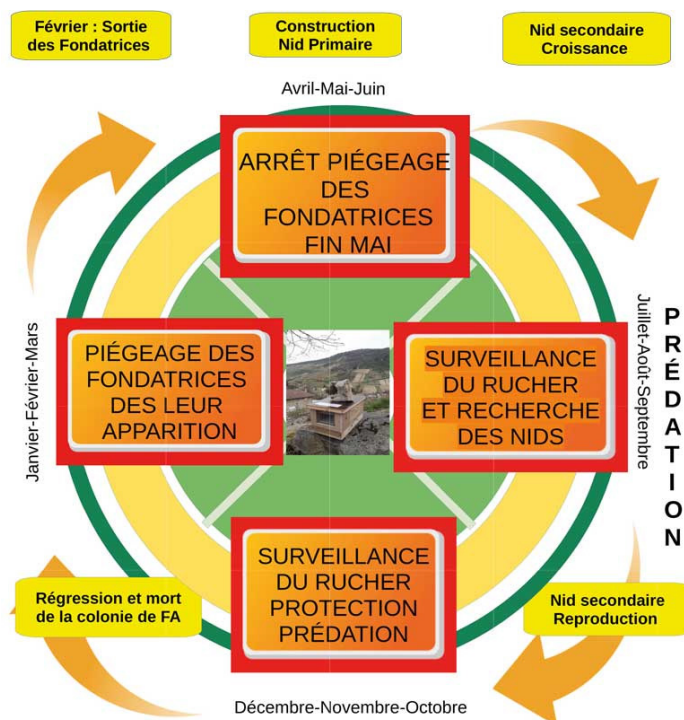 Février : Sortie
des Fondatrices
Construction
Nid Primaire
Nid secondaire
Croissance
Avril-Mai-Juin
ARRÊT PIÉGEAGE
DES
FONDATRICES
FIN MAI
Janvier-Février-Mars
PIÉGEAGE DES
FONDATRICES
DES LEUR
APPARITION
SURVEILLANCE
DU RUCHER
ET RECHERCHE
DES NIDS
Juillet-Août-Septembre
PRÉDATION
SURVEILLANCE
DU RUCHER
PROTECTION
PRÉDATION
Régression et mort
de la colonie de FA
Nid secondaire
Reproduction
Décembre-Novembre-Octobre